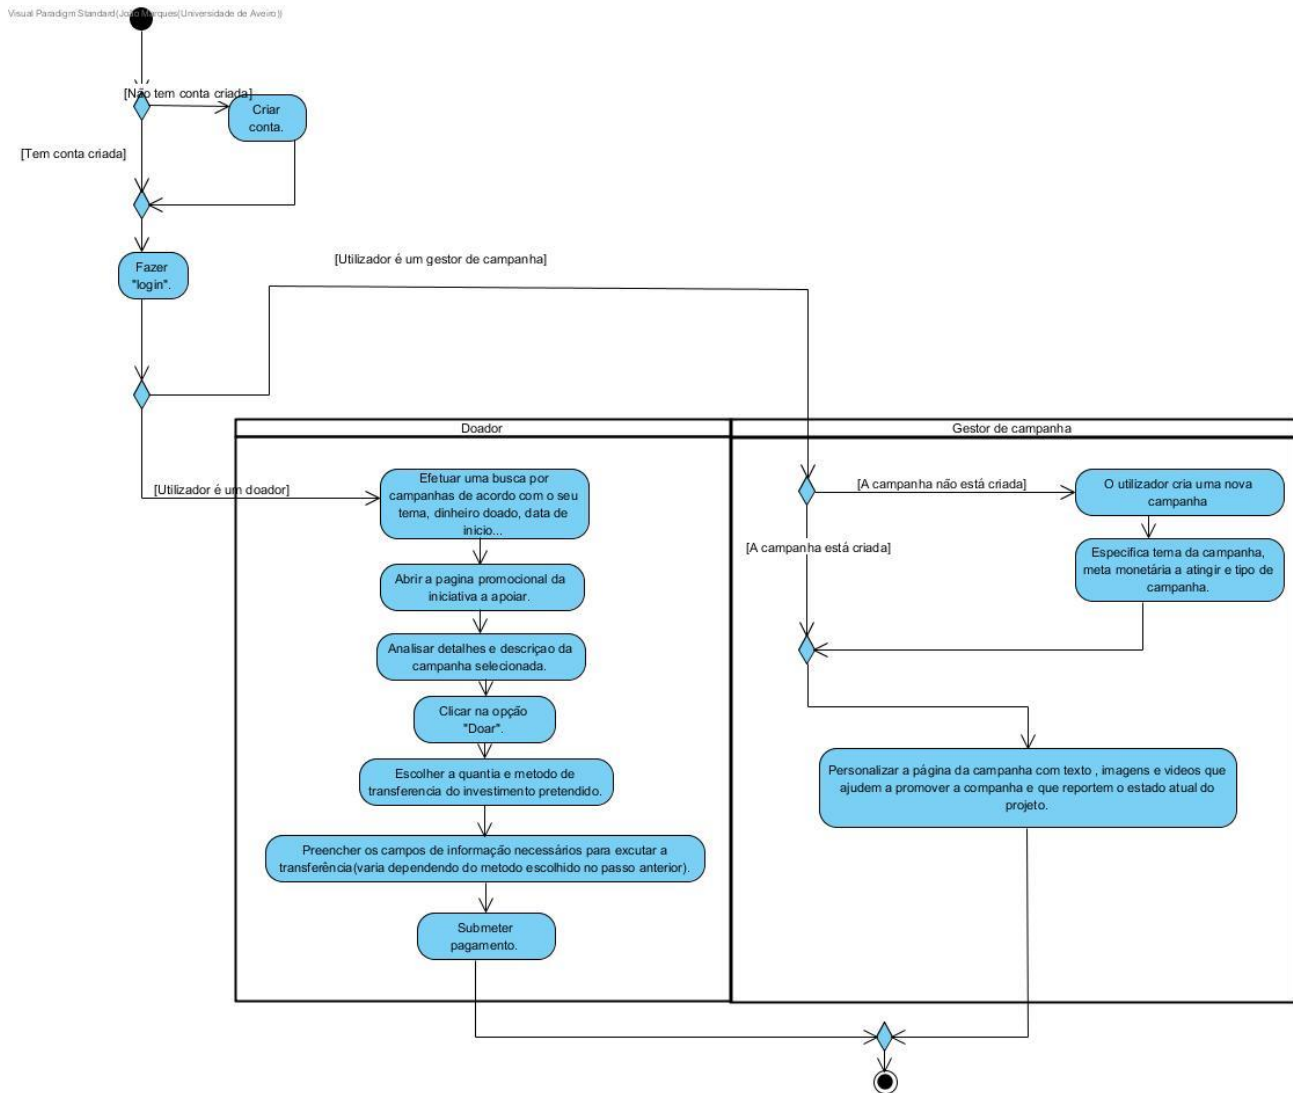 Visual Paradigm Standard(João Marques(Universidade de Aveiro))
[Não tem conta criada]
Criar
conta.
[Tem conta criada]
Fazer
"login".
[Utilizador é um gestor de campanha]
Doador
Gestor de campanha
[Utilizador é um doador]
Efetuar uma busca por
campanhas de acordo com o seu
tema, dinheiro doado, data de
inicio...
Abrir a pagina promocional da
iniciativa a apoiar.
Analisar detalhes e descriçao da
campanha selecionada.
Clicar na opção
"Doar".
Escolher a quantia e metodo de
transferencia do investimento pretendido.
Preencher os campos de informação necessários para excutar a
transferência(varia dependendo do metodo escolhido no passo anterior).
Submeter
pagamento.
[A campanha não está criada]
O utilizador cria uma nova
campanha
[A campanha está criada]
Especifica tema da campanha,
meta monetária a atingir e tipo de
campanha.
Personalizar a página da campanha com texto , imagens e videos que
ajudem a promover a companha e que reportem o estado atual do
projeto.